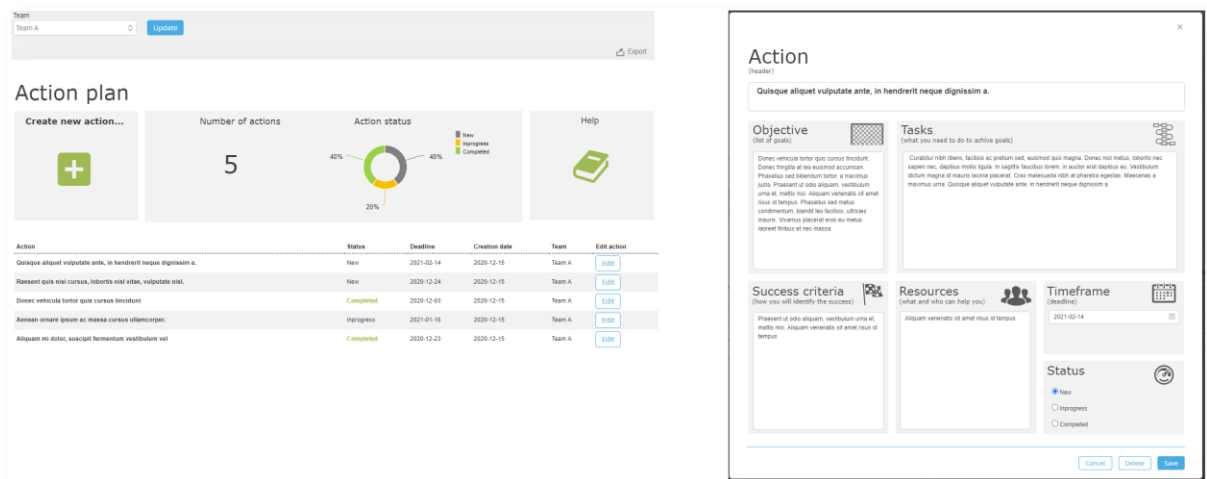 Team
Team A
Update
Export
Action plan
Create new action...
Number of actions
5
Action status
40%
40%
20%
New
Inprogress
Completed
Help
Action Status Deadline Creation date Team Edit action
Quisque aliquet vulputate ante, in hendrerit neque dignissim a. New 2021-02-14 2020-12-15 Team A Edit
Raesent quis nisi cursus, lobortis nisl vitae, vulputate nisl. New 2020-12-24 2020-12-15 Team A Edit
Donec vehicula tortor quis cursus tincidunt Completed 2020-12-03 2020-12-15 Team A Edit
Aenean ornare ipsum ac massa cursus ullamcorper. Inprogress 2021-01-16 2020-12-15 Team A Edit
Aliquam mi dolor, suscipit fermentum vestibulum vel Completed 2020-12-23 2020-12-15 Team A Edit
×
Action
(header)
Quisque aliquet vulputate ante, in hendrerit neque dignissim a.
Objective
(list of goals)
Donec vehicula tortor quis cursus tincidunt.
Donec fringilla at leo euismod accumsan.
Phasellus sed bibendum tortor, a maximus
justo. Praesent ut odio aliquam, vestibulum
urna et, mattis nisi. Aliquam venenatis sit amet
risus id tempus. Phasellus sed metus
condimentum, blandit leo facilisis, ultricies
mauris. Vivamus placerat eros eu metus
laoreet finibus et nec massa.
Tasks
(what you need to do to achive goals)
Curabitur nibh libero, facilisis ac pretium sed, euismod quis magna. Donec nisl metus, lobortis nec
sapien nec, dapibus mollis ligula. In sagittis faucibus lorem, in auctor erat dapibus eu. Vestibulum
dictum magna id mauris lacinia placerat. Cras malesuada nibh at pharetra egestas. Maecenas a
maximus urna. Quisque aliquet vulputate ante, in hendrerit neque dignissim a.
Success criteria
(how you will identify the success)
Praesent ut odio aliquam, vestibulum urna et,
mattis nisi. Aliquam venenatis sit amet risus id
tempus
Resources
(what and who can help you)
Aliquam venenatis sit amet risus id tempus
Timeframe
(deadline)
2021-02-14
Status
New
Inprogress
Completed
Cancel
Delete
Save